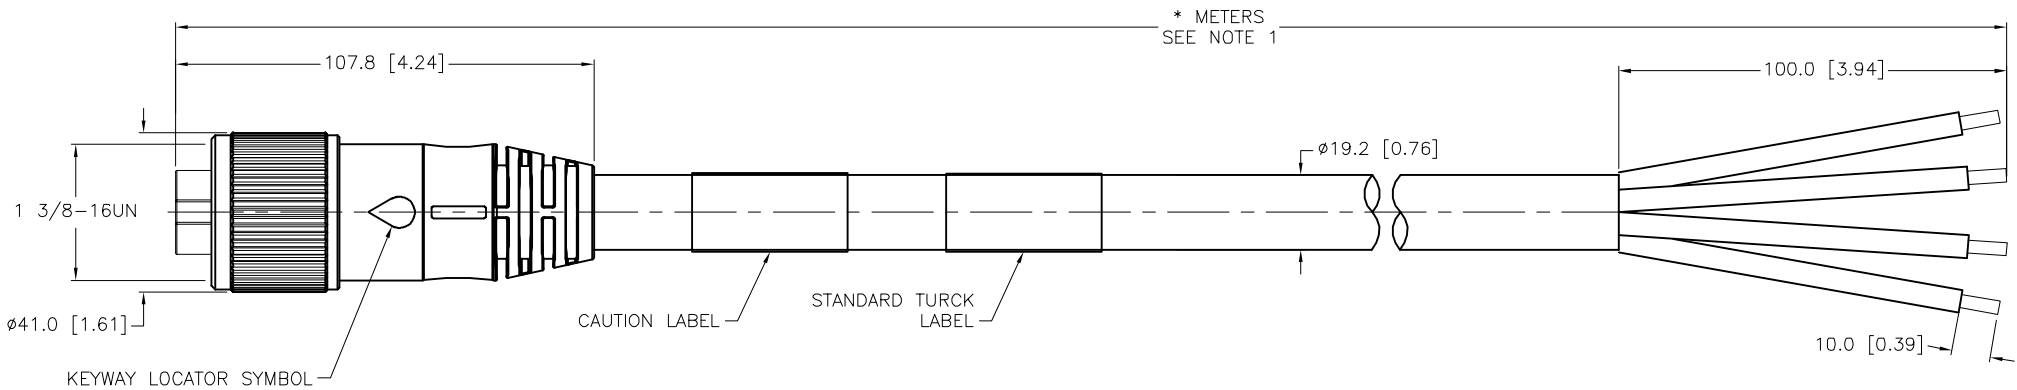 * METERS
SEE NOTE 1
107.8 [4.24]
100.0 [3.94]
ø19.2 [0.76]
1 3/8-16UN
STANDARD TURCK
LABEL
CAUTION LABEL
ø41.0 [1.61]
10.0 [0.39]
KEYWAY LOCATOR SYMBOL